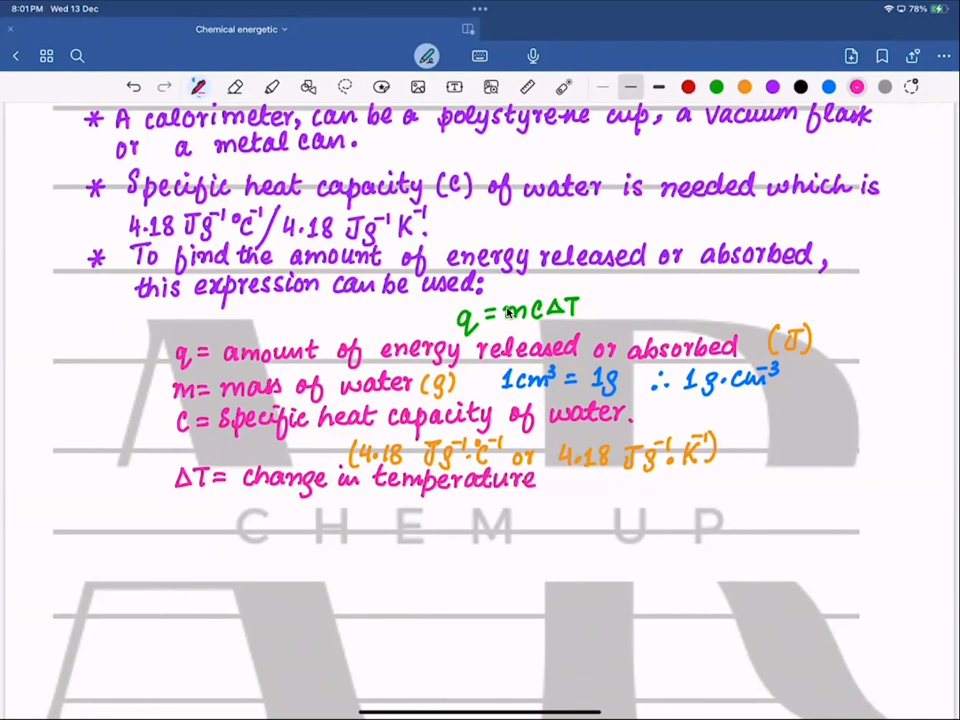 8:01PM Wed 13 Dec
78%
Chemical energetic
* A calorimeter, can be a polystyrene cup, a vacuum flask
or a metal can.
* Specific heat capacity (C) of water is needed which is
4.18 Jg⁻¹°C⁻¹/4.18 Jg⁻¹K⁻¹.
* To find the amount of energy released or absorbed,
this expression can be used:
q = mcΔT
q = amount of energy released or absorbed (J)
m = mass of water (g) 1cm³ = 1g ∴ 1g·cm⁻³
C = Specific heat capacity of water.
(4.18 Jg⁻¹·°C⁻¹ or 4.18 Jg⁻¹·K⁻¹)
ΔT = change in temperature
CHEM UP